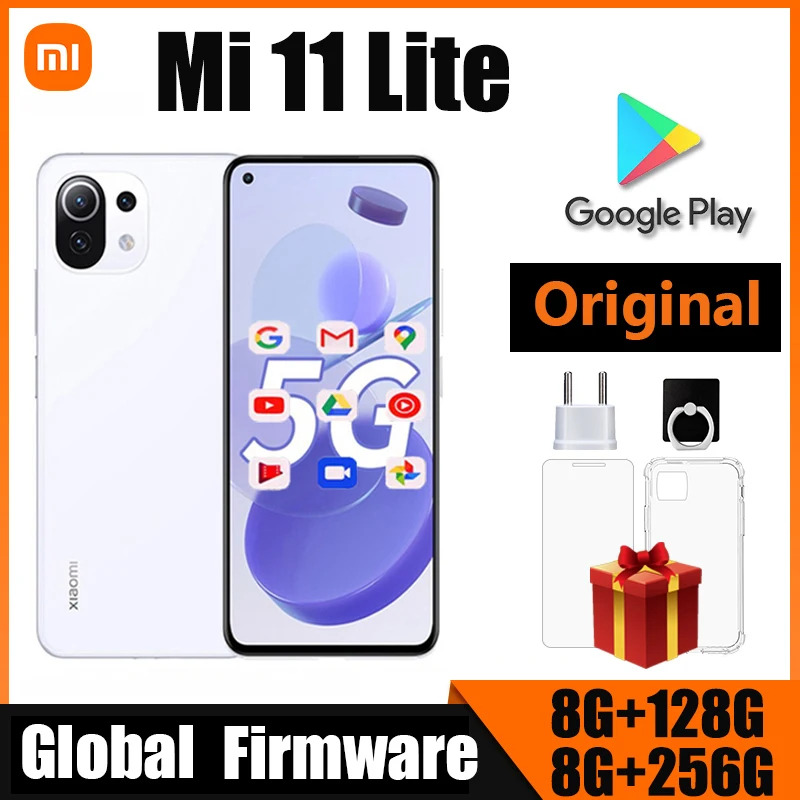 mi
Mi 11 Lite
Google Play
Original
5G
xiaomi
Global Firmware
8G+128G
8G+256G